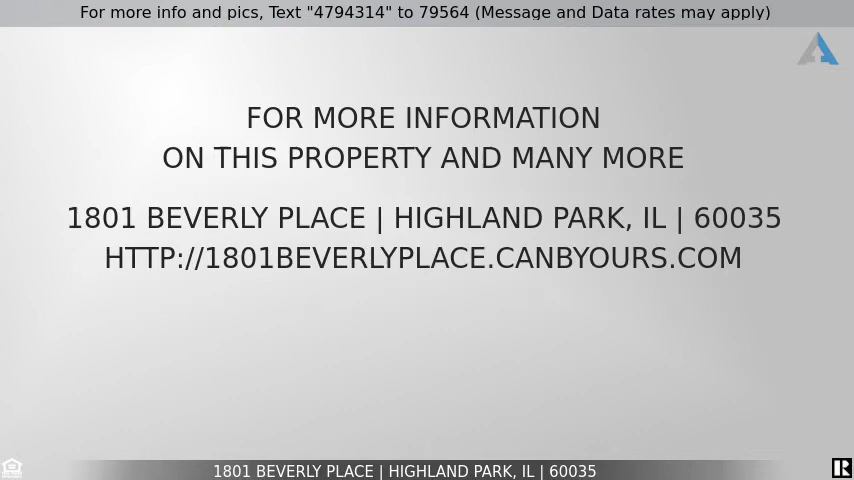 For more info and pics, Text "4794314" to 79564 (Message and Data rates may apply)
FOR MORE INFORMATION
ON THIS PROPERTY AND MANY MORE
1801 BEVERLY PLACE | HIGHLAND PARK, IL | 60035
HTTP://1801BEVERLYPLACE.CANBYOURS.COM
1801 BEVERLY PLACE | HIGHLAND PARK, IL | 60035